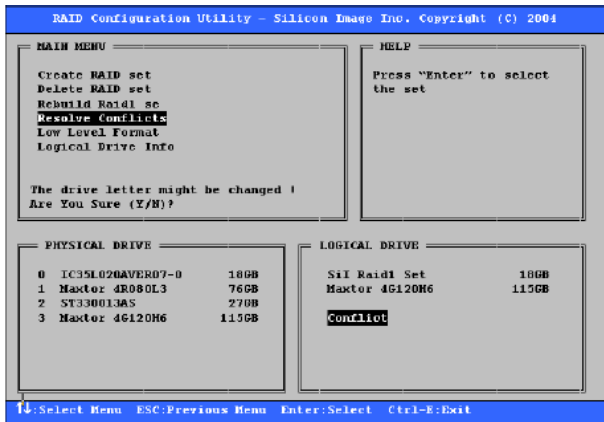 RAID Configuration Utility – Silicon Image Inc. Copyright (C) 2004
MAIN MENU
Create RAID set
Delete RAID set
Rebuild Raid1 se
Resolve Conflicts
Low Level Format
Logical Drive Info
The drive letter might be changed !
Are You Sure (Y/N)?
HELP
Press "Enter" to select
the set
PHYSICAL DRIVE
0 IC35L020AVER07-0 18GB
1 Maxtor 4R080L3 76GB
2 ST330013AS 27GB
3 Maxtor 4G120H6 115GB
LOGICAL DRIVE
SiI Raid1 Set 18GB
Maxtor 4G120H6 115GB
Conflict
↑↓:Select Menu ESC:Previous Menu Enter:Select Ctrl-E:Exit